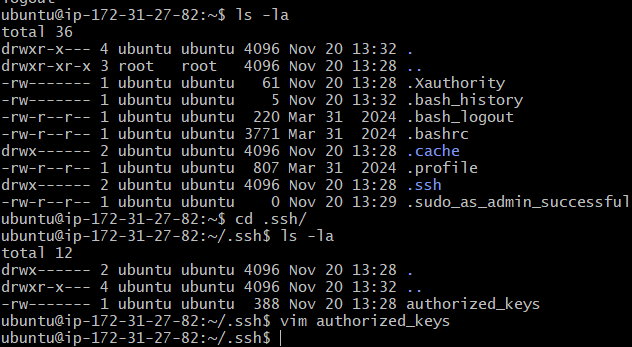 logout
ubuntu@ip-172-31-27-82:~$ ls -la
total 36
drwxr-x--- 4 ubuntu ubuntu 4096 Nov 20 13:32 .
drwxr-xr-x 3 root   root   4096 Nov 20 13:28 ..
-rw------- 1 ubuntu ubuntu   61 Nov 20 13:28 .Xauthority
-rw------- 1 ubuntu ubuntu    5 Nov 20 13:32 .bash_history
-rw-r--r-- 1 ubuntu ubuntu  220 Mar 31  2024 .bash_logout
-rw-r--r-- 1 ubuntu ubuntu 3771 Mar 31  2024 .bashrc
drwx------ 2 ubuntu ubuntu 4096 Nov 20 13:28 .cache
-rw-r--r-- 1 ubuntu ubuntu  807 Mar 31  2024 .profile
drwx------ 2 ubuntu ubuntu 4096 Nov 20 13:28 .ssh
-rw-r--r-- 1 ubuntu ubuntu    0 Nov 20 13:29 .sudo_as_admin_successful
ubuntu@ip-172-31-27-82:~$ cd .ssh/
ubuntu@ip-172-31-27-82:~/.ssh$ ls -la
total 12
drwx------ 2 ubuntu ubuntu 4096 Nov 20 13:28 .
drwxr-x--- 4 ubuntu ubuntu 4096 Nov 20 13:32 ..
-rw------- 1 ubuntu ubuntu  388 Nov 20 13:28 authorized_keys
ubuntu@ip-172-31-27-82:~/.ssh$ vim authorized_keys
ubuntu@ip-172-31-27-82:~/.ssh$